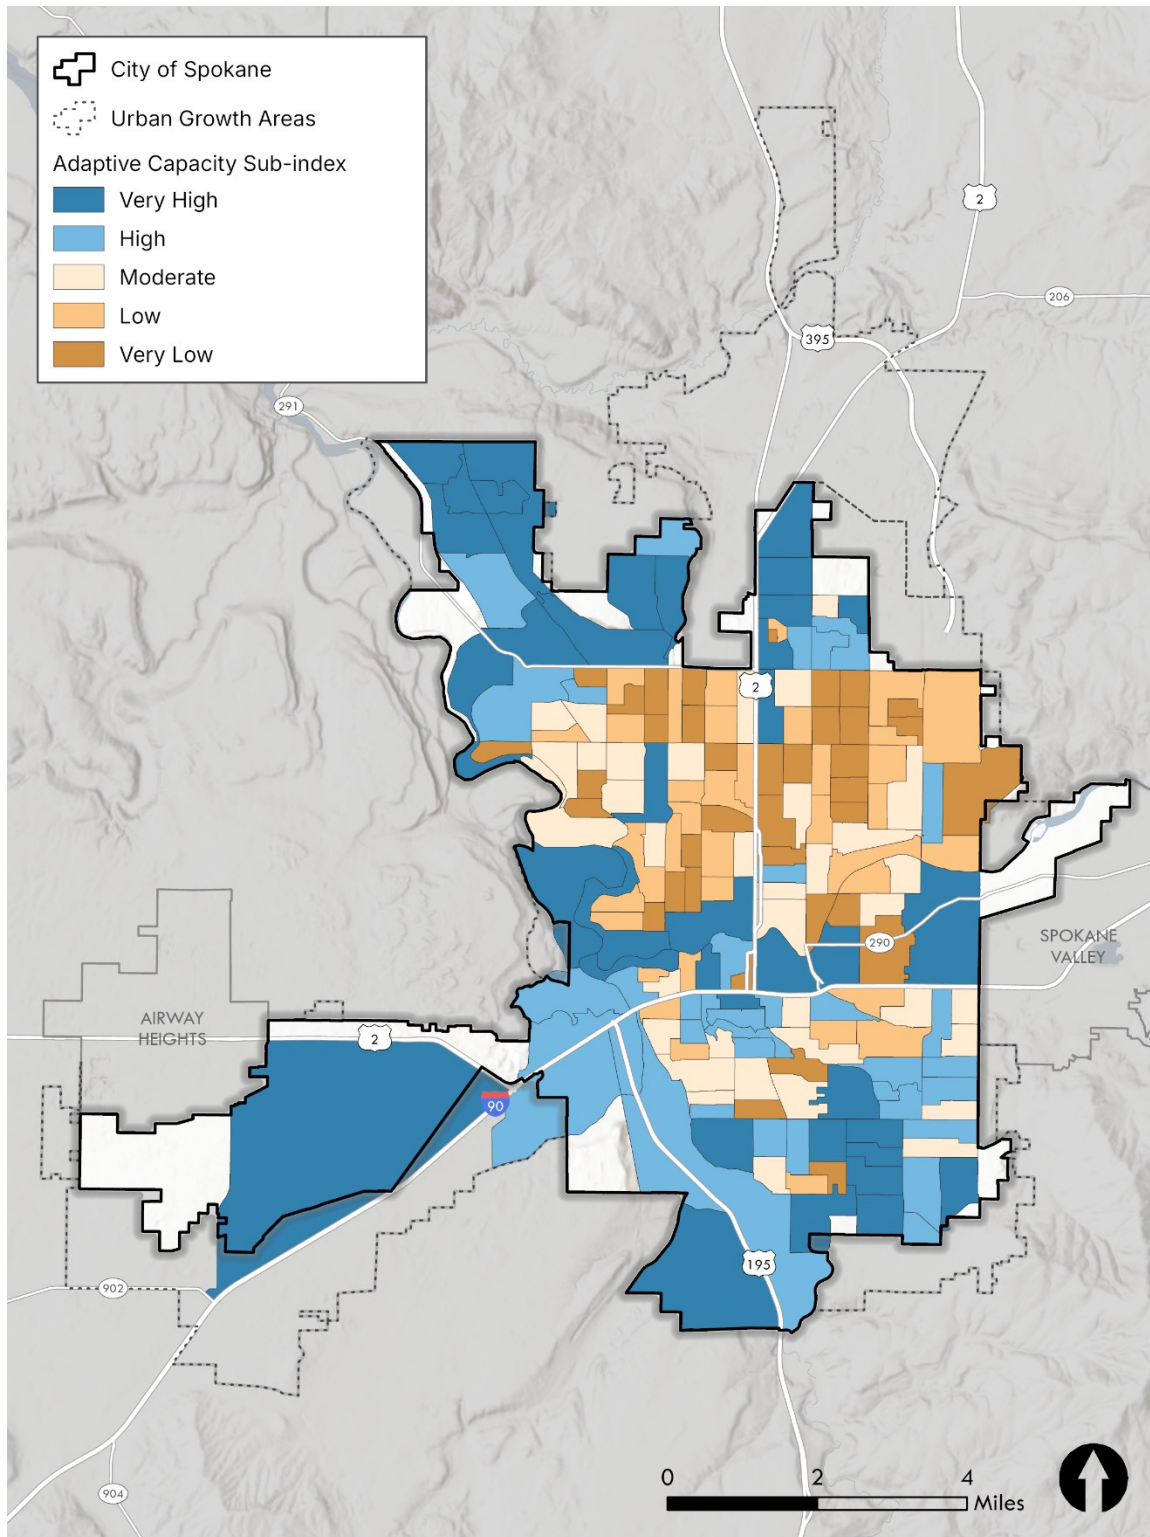 City of Spokane
Urban Growth Areas
Adaptive Capacity Sub-index
Very High
High
Moderate
Low
Very Low
2
206
395
291
2
290
SPOKANE
VALLEY
AIRWAY
HEIGHTS
2
90
195
902
904
0 2 4
Miles